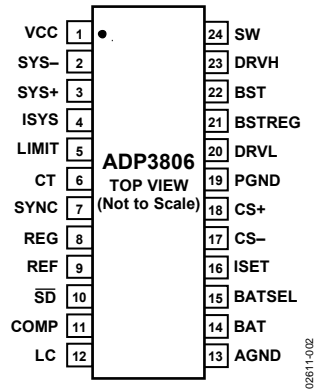 VCC 1 24 SW
SYS– 2 23 DRVH
SYS+ 3 22 BST
ISYS 4 21 BSTREG
LIMIT 5 20 DRVL
ADP3806
CT 6 19 PGND
TOP VIEW
SYNC 7 (Not to Scale) 18 CS+
REG 8 17 CS–
REF 9 16 ISET
S̅D̅ 10 15 BATSEL
COMP 11 14 BAT
LC 12 13 AGND
02611-002